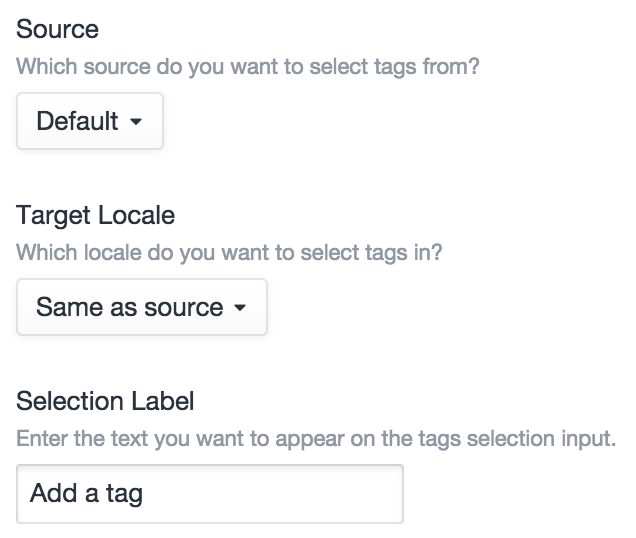 Source
Which source do you want to select tags from?
Default
Target Locale
Which locale do you want to select tags in?
Same as source
Selection Label
Enter the text you want to appear on the tags selection input.
Add a tag